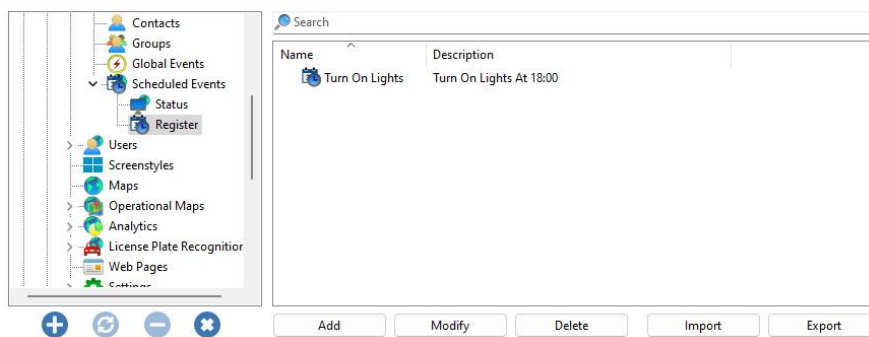 Contacts
Groups
Global Events
Scheduled Events
Status
Register
Users
Screenstyles
Maps
Operational Maps
Analytics
License Plate Recognition
Web Pages
Settings
Search
Name Description
Turn On Lights Turn On Lights At 18:00
Add Modify Delete Import Export